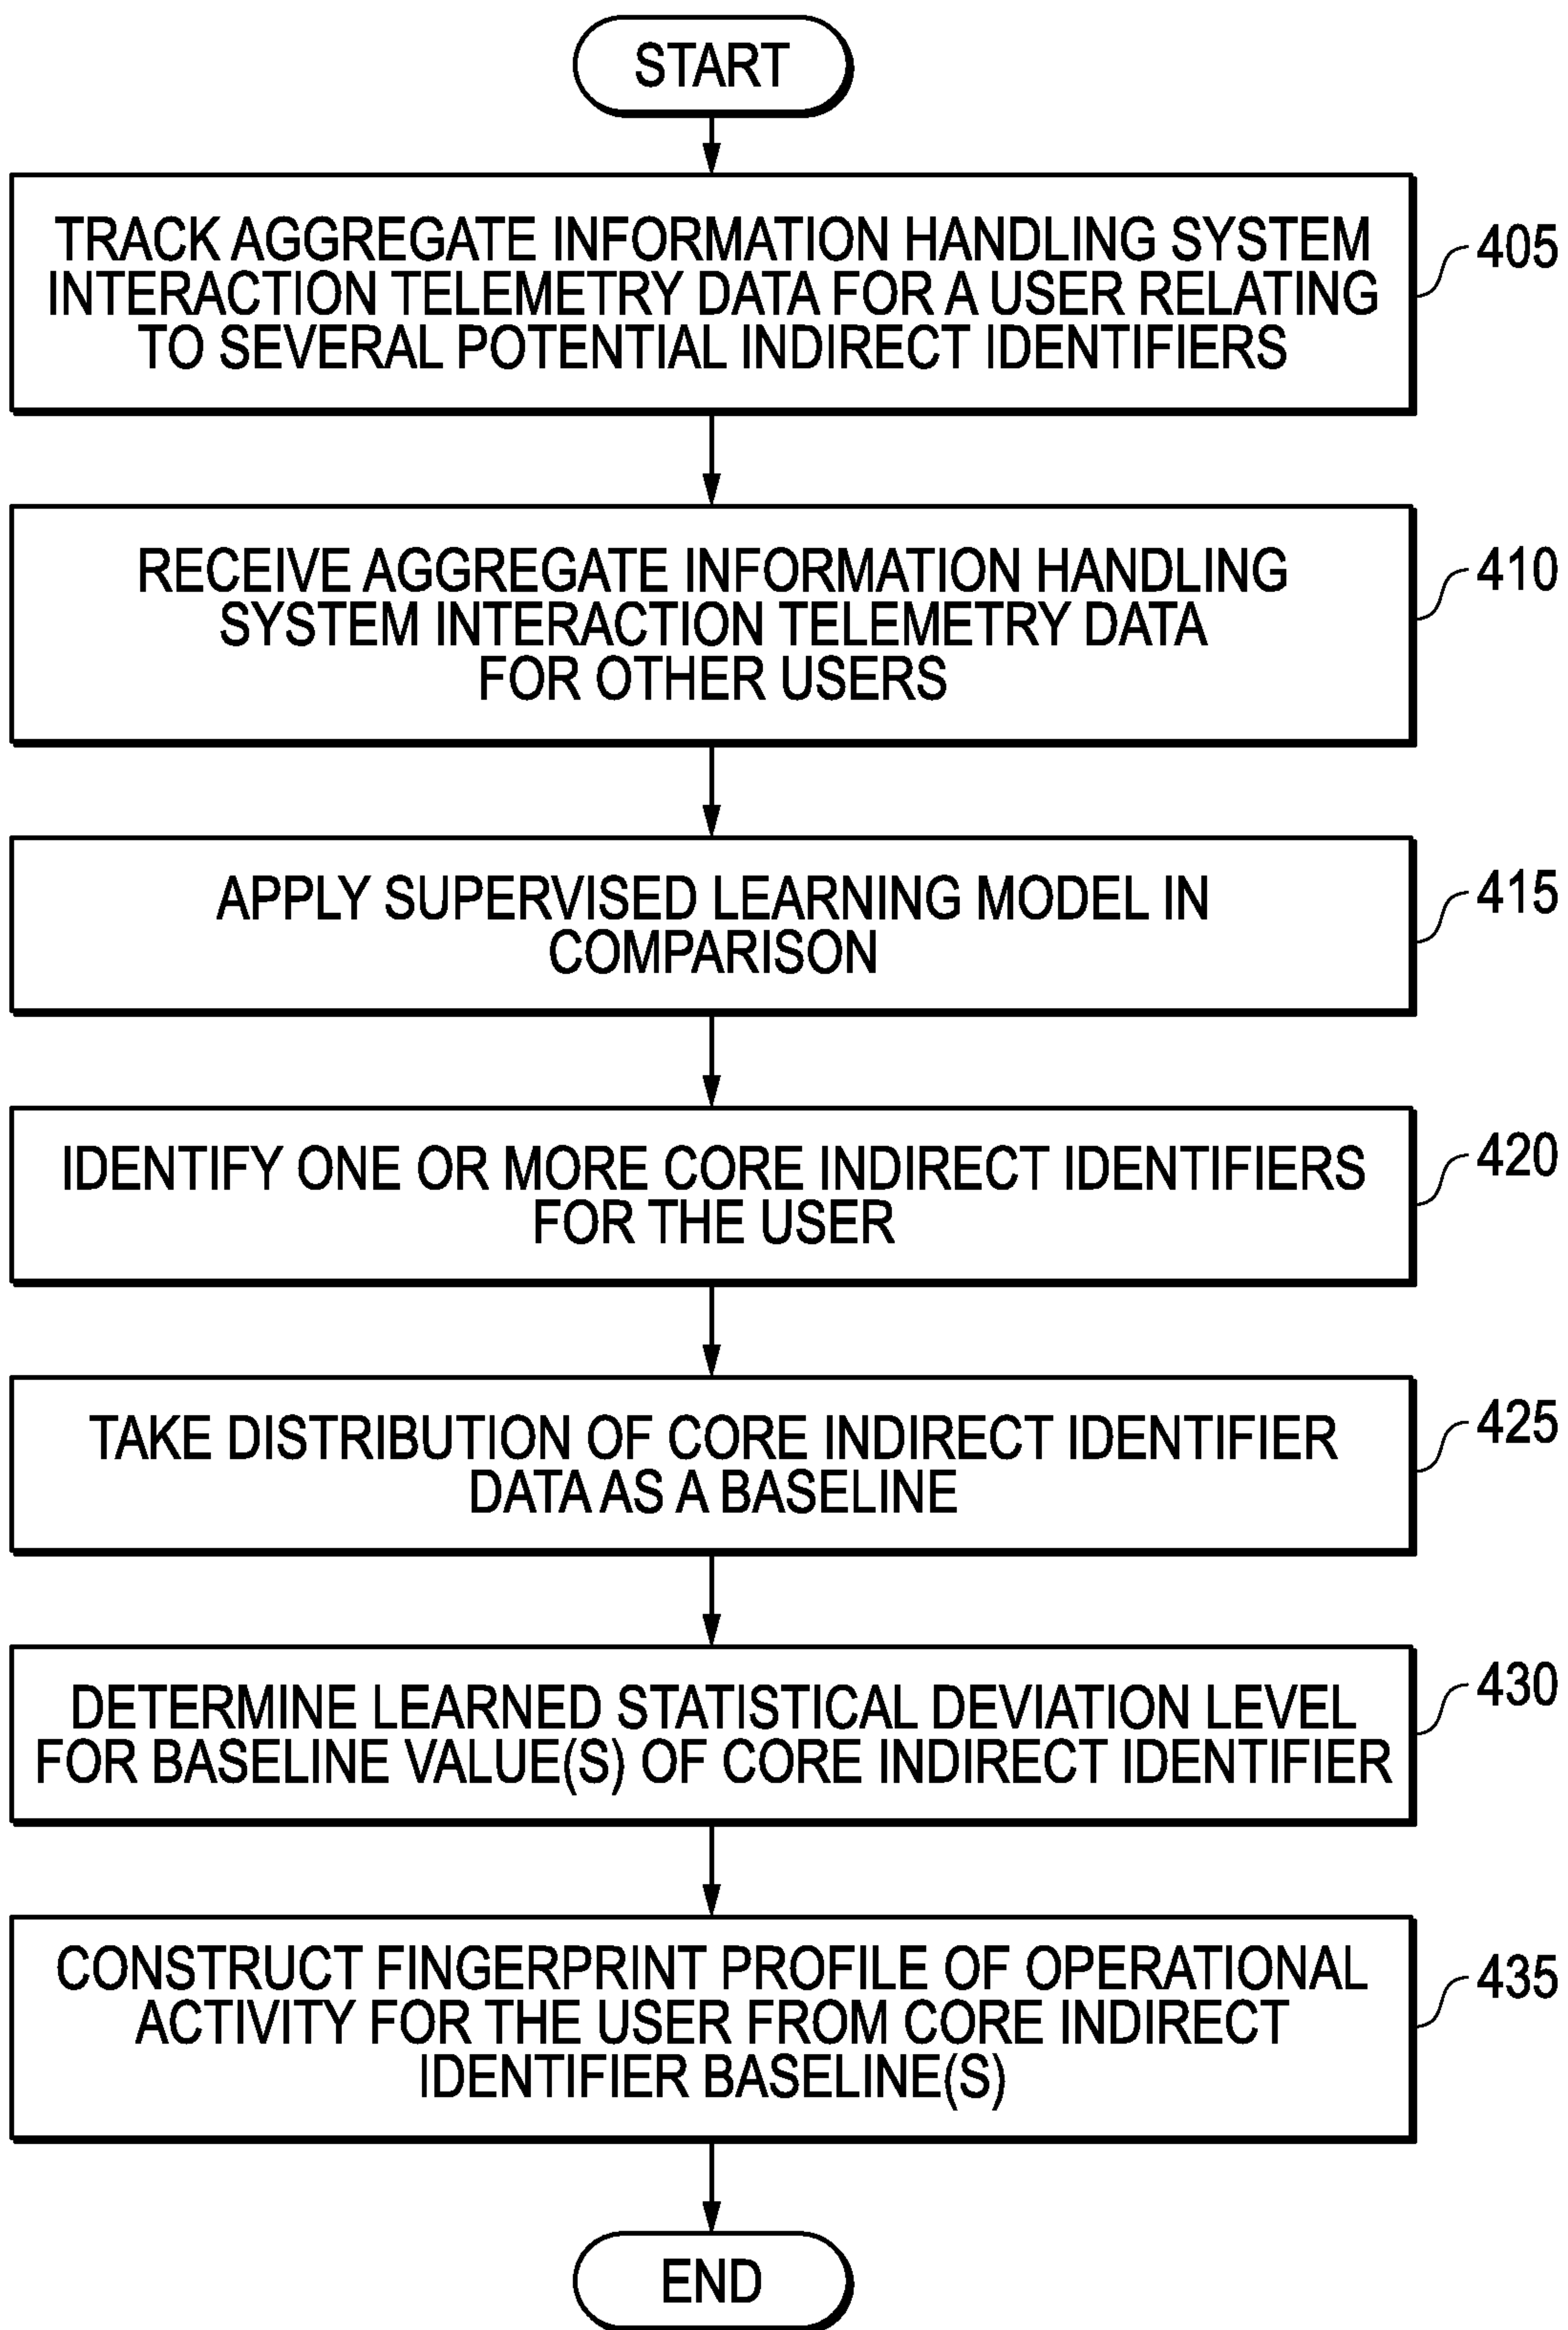 START
TRACK AGGREGATE INFORMATION HANDLING SYSTEM
INTERACTION TELEMETRY DATA FOR A USER RELATING
TO SEVERAL POTENTIAL INDIRECT IDENTIFIERS
405
RECEIVE AGGREGATE INFORMATION HANDLING
SYSTEM INTERACTION TELEMETRY DATA
FOR OTHER USERS
410
APPLY SUPERVISED LEARNING MODEL IN
COMPARISON
415
IDENTIFY ONE OR MORE CORE INDIRECT IDENTIFIERS
FOR THE USER
420
TAKE DISTRIBUTION OF CORE INDIRECT IDENTIFIER
DATA AS A BASELINE
425
DETERMINE LEARNED STATISTICAL DEVIATION LEVEL
FOR BASELINE VALUE(S) OF CORE INDIRECT IDENTIFIER
430
CONSTRUCT FINGERPRINT PROFILE OF OPERATIONAL
ACTIVITY FOR THE USER FROM CORE INDIRECT
IDENTIFIER BASELINE(S)
435
END